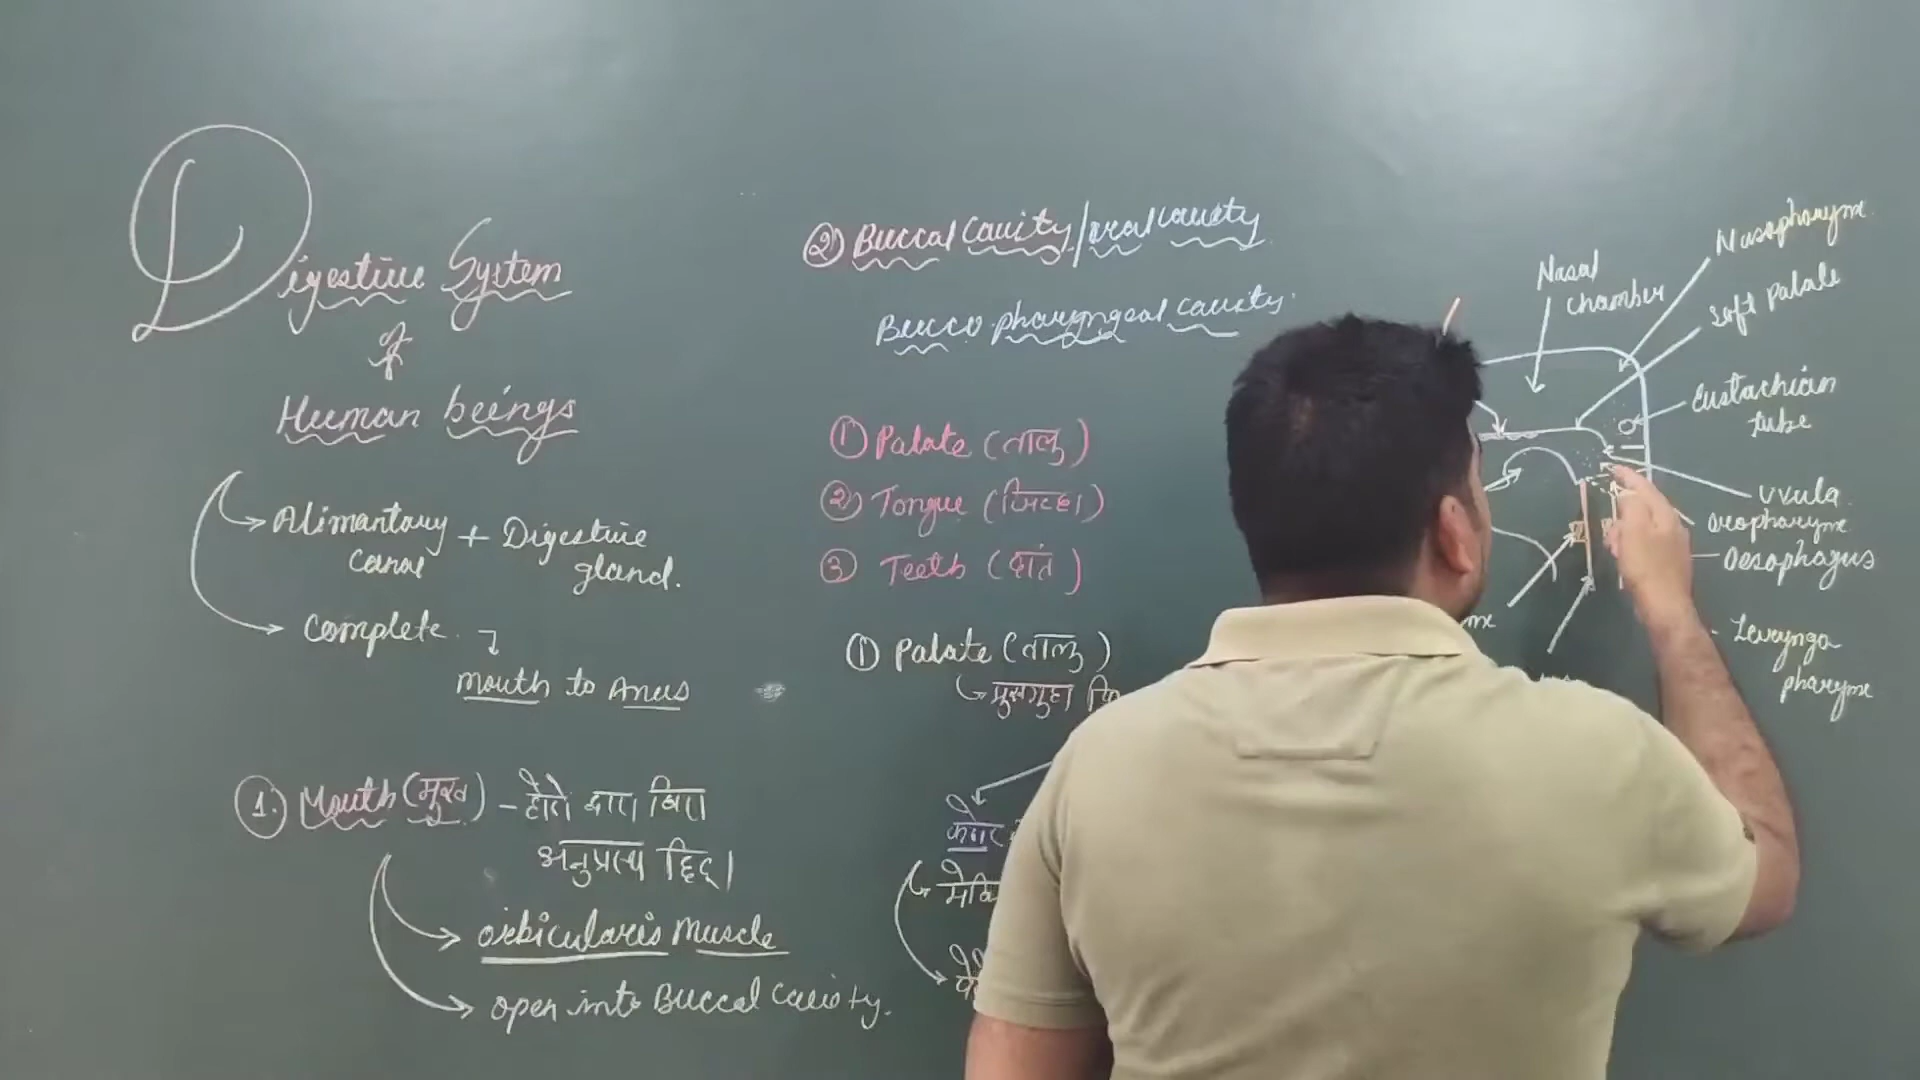 Digestive System
of
Human beings
Alimantary + Digestive
canal gland.
Complete.
mouth to Anus
1. Mouth (मुख) - होठो द्वारा घिरा
अनुप्रस्थ छिद्र।
orbicularis Muscle
open into Buccal Cavity.
② Buccal Cavity/oral cavity
Bucco pharyngeal cavity.
① Palate (तालु)
② Tongue (जिव्हा)
③ Teeth (दांत)
① Palate (तालु)
मुखगुहा
Nasal
chamber
Nasopharynx
Soft Palate
Eustachian
tube
Uvula
Oropharynx
Oesophagus
Laryngo
pharynx